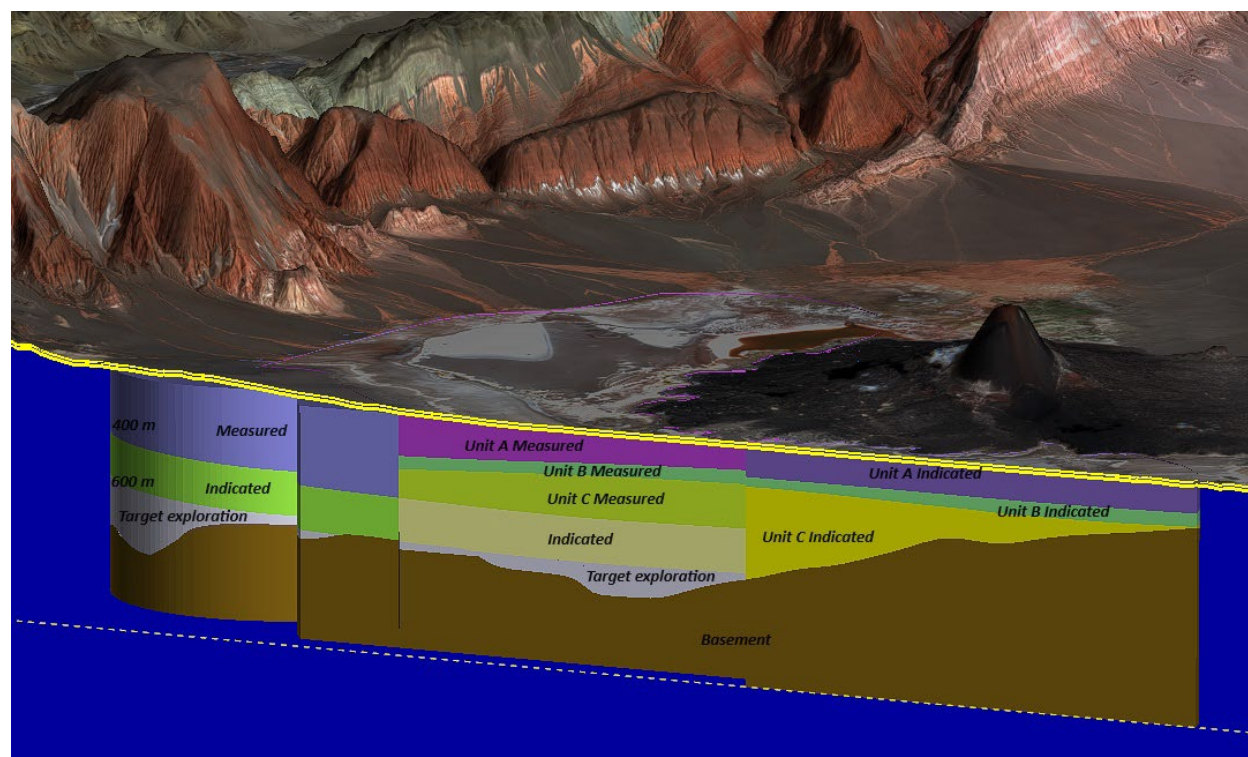 400 m
Measured
600 m
Indicated
Target exploration
Unit A Measured
Unit B Measured
Unit C Measured
Indicated
Target exploration
Unit A Indicated
Unit B Indicated
Unit C Indicated
Basement